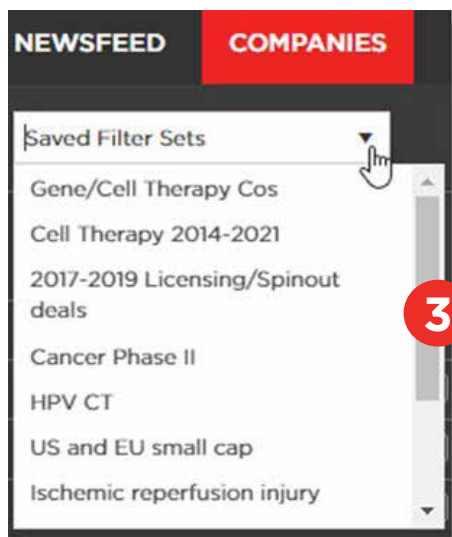 NEWSFEED COMPANIES
Saved Filter Sets
Gene/Cell Therapy Cos
Cell Therapy 2014-2021
2017-2019 Licensing/Spinout
deals
3
Cancer Phase II
HPV CT
US and EU small cap
Ischemic reperfusion injury